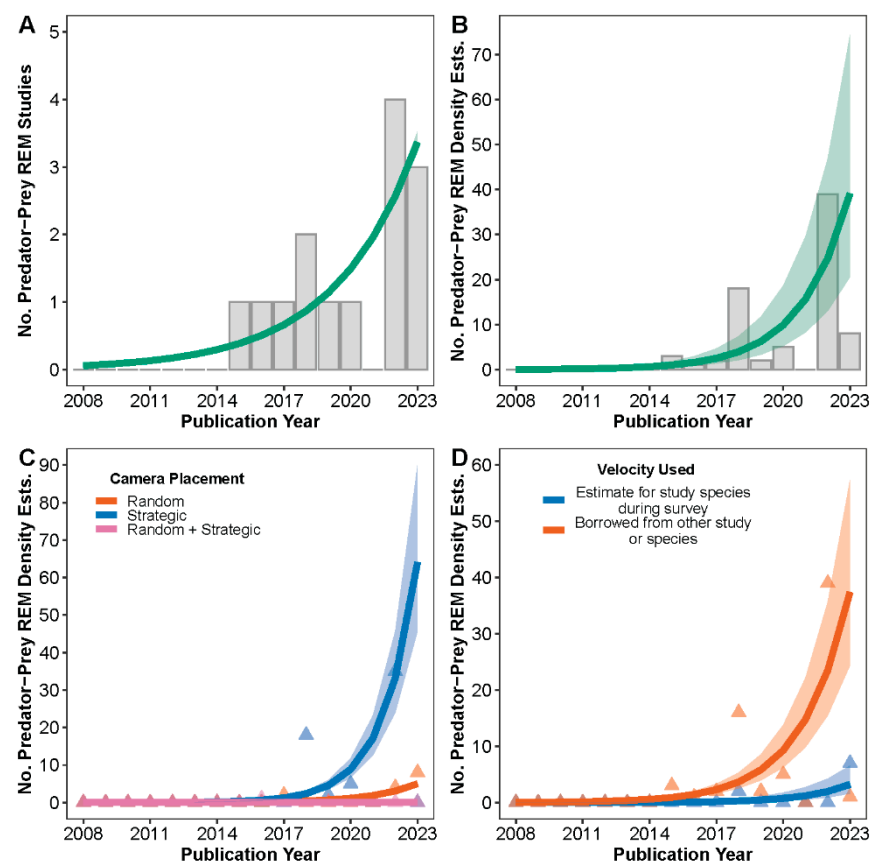 A
No. Predator−Prey REM Studies
5
4
3
2
1
0
2008 2011 2014 2017 2020 2023
Publication Year
B
No. Predator−Prey REM Density Ests.
70
60
50
40
30
20
10
0
2008 2011 2014 2017 2020 2023
Publication Year
C
No. Predator−Prey REM Density Ests.
90
80
70
60
50
40
30
20
10
0
Camera Placement
Random
Strategic
Random + Strategic
2008 2011 2014 2017 2020 2023
Publication Year
D
No. Predator−Prey REM Density Ests.
60
50
40
30
20
10
0
Velocity Used
Estimate for study species
during survey
Borrowed from other study
or species
2008 2011 2014 2017 2020 2023
Publication Year